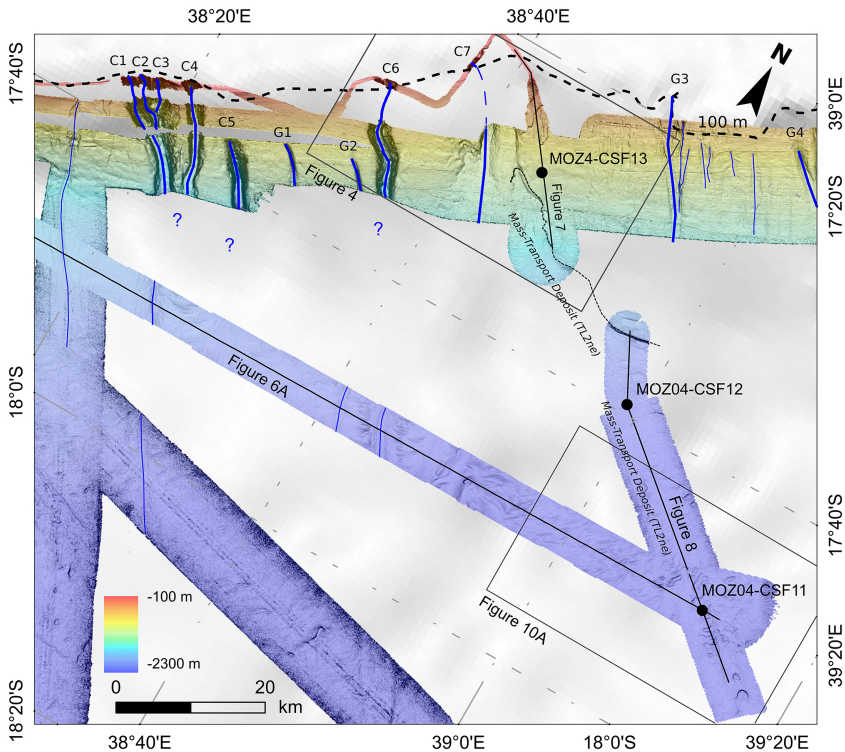 38°20'E
38°40'E
17°40'S
39°0'E
C1
C2
C3
C4
C6
C7
G3
N
100 m
C5
G1
G2
G4
MOZ4-CSF13
Figure 4
Figure 7
17°20'S
?
?
?
Mass-Transport Deposit (TL2ne)
18°0'S
Figure 6A
MOZ04-CSF12
Mass-Transport Deposit (TL2ne)
Figure 8
17°40'S
MOZ04-CSF11
Figure 10A
-100 m
-2300 m
0
20
km
39°20'E
18°20'S
38°40'E
39°0'E
18°0'S
39°20'E